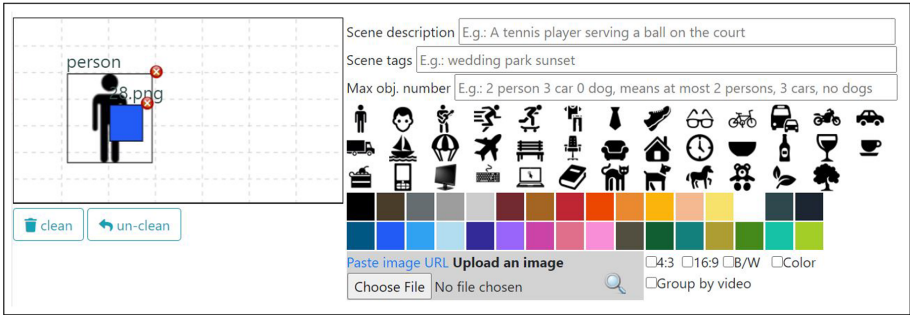 person
28.png
clean
un-clean
Scene description E.g.: A tennis player serving a ball on the court
Scene tags E.g.: wedding park sunset
Max obj. number E.g.: 2 person 3 car 0 dog, means at most 2 persons, 3 cars, no dogs
Paste image URL Upload an image
Choose File No file chosen
4:3 16:9 B/W Color
Group by video